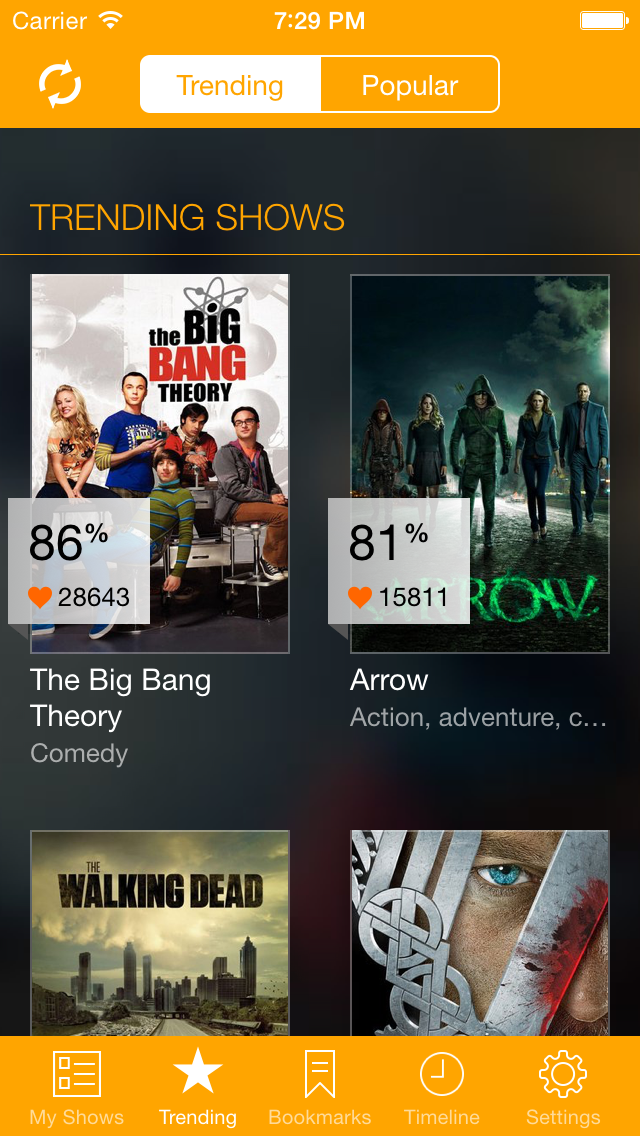 Carrier 7:29 PM
Trending Popular
TRENDING SHOWS
the BIG
BANG
THEORY
86% 81%
28643 15811
ARROW
The Big Bang Arrow
Theory Action, adventure, c...
Comedy
THE
WALKING DEAD
My Shows Trending Bookmarks Timeline Settings